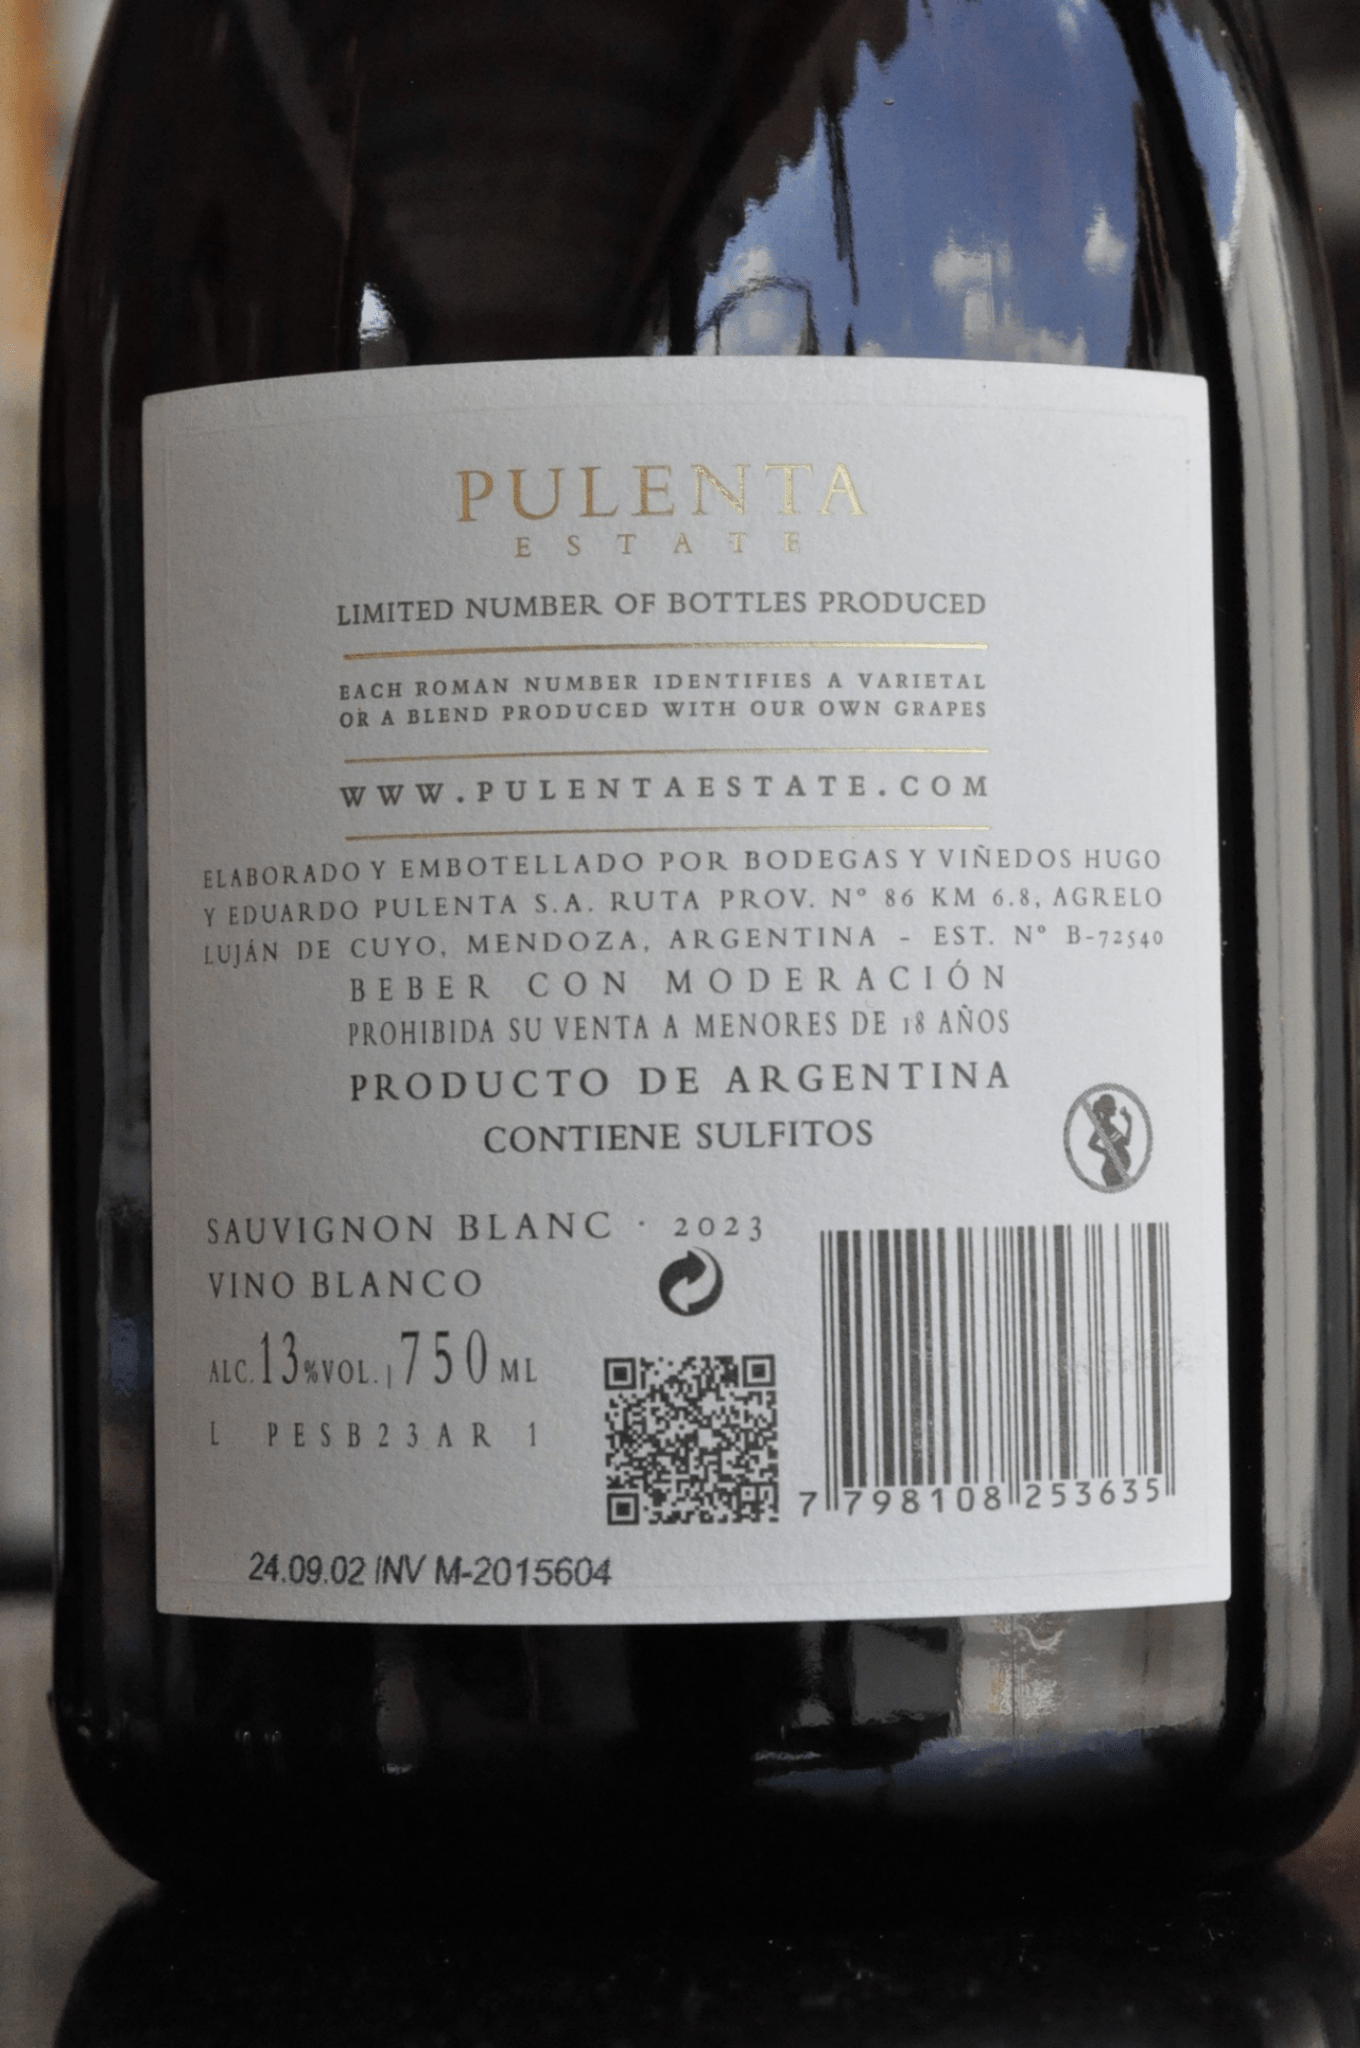 PULENTA
ESTATE
LIMITED NUMBER OF BOTTLES PRODUCED
EACH ROMAN NUMBER IDENTIFIES A VARIETAL
OR A BLEND PRODUCED WITH OUR OWN GRAPES
WWW.PULENTAESTATE.COM
ELABORADO Y EMBOTELLADO POR BODEGAS Y VIÑEDOS HUGO
Y EDUARDO PULENTA S.A. RUTA PROV. Nº 86 KM 6.8, AGRELO
LUJÁN DE CUYO, MENDOZA, ARGENTINA - EST. Nº B-72540
BEBER CON MODERACIÓN
PROHIBIDA SU VENTA A MENORES DE 18 AÑOS
PRODUCTO DE ARGENTINA
CONTIENE SULFITOS
SAUVIGNON BLANC · 2023
VINO BLANCO
ALC.13%VOL.|750ML
L PESB23AR 1
7 798108 253635
24.09.02 INV M-2015604